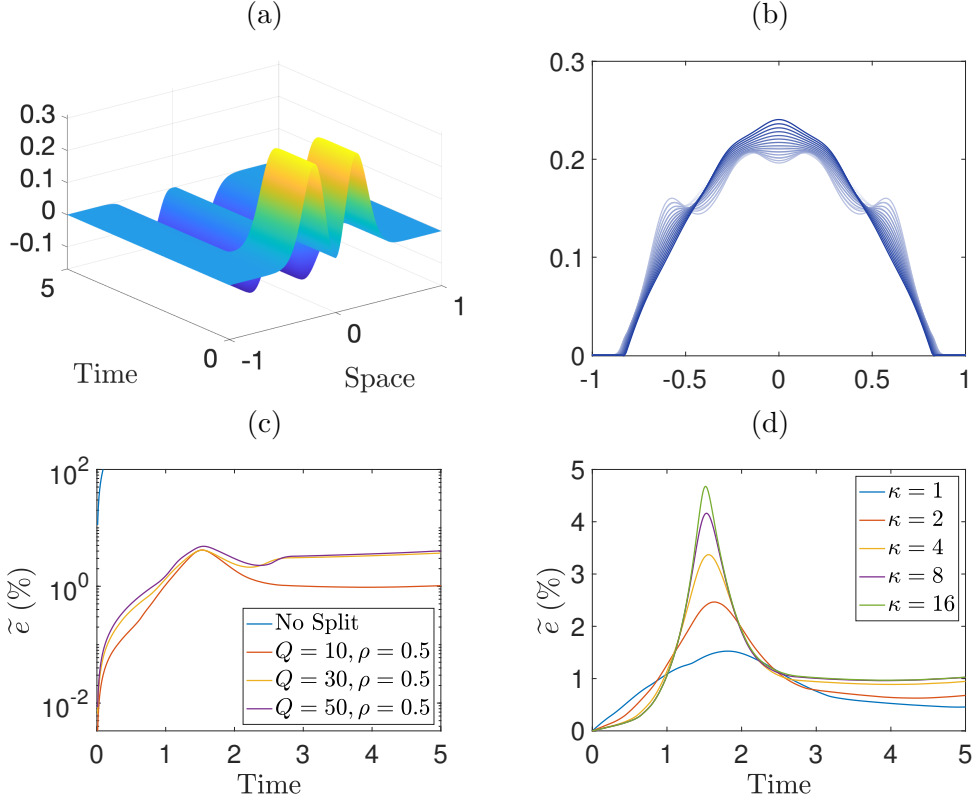 (a)
0.3
0.2
0.1
0
-0.1
5
0
-1
0
1
Time
Space
(b)
0.3
0.2
0.1
0
-1
-0.5
0
0.5
1
(c)
10^2
10^0
10^{-2}
ẽ (%)
0
1
2
3
4
5
Time
No Split
Q = 10, ρ = 0.5
Q = 30, ρ = 0.5
Q = 50, ρ = 0.5
(d)
5
4
3
2
1
0
ẽ (%)
0
1
2
3
4
5
Time
κ = 1
κ = 2
κ = 4
κ = 8
κ = 16